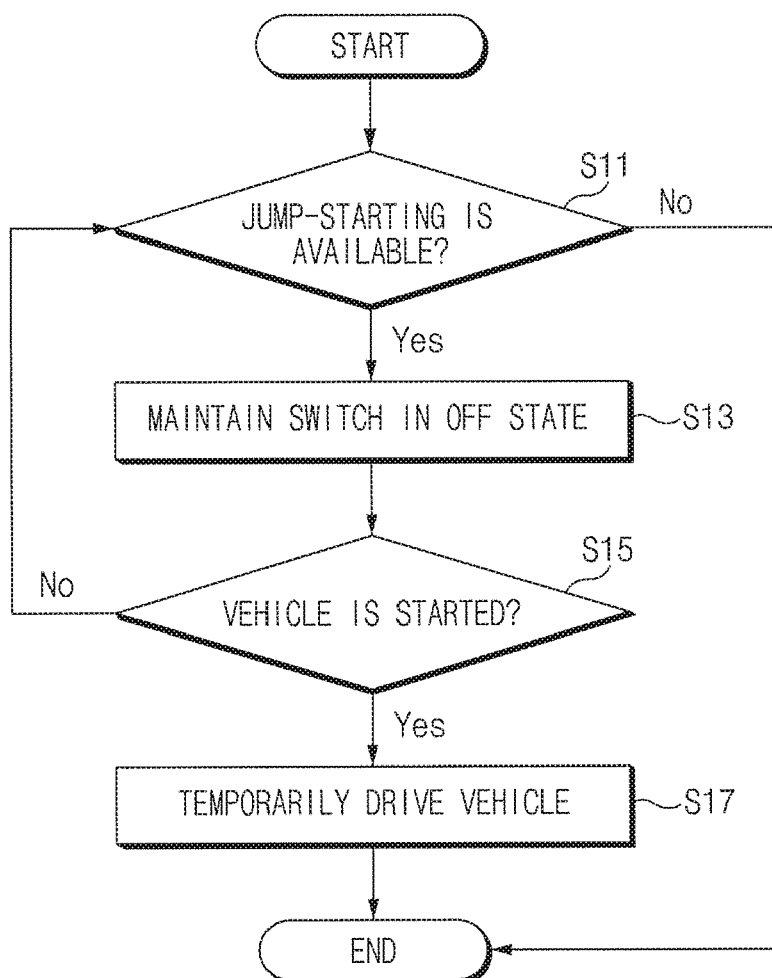 START
S11
JUMP-STARTING IS
AVAILABLE?
No
Yes
MAINTAIN SWITCH IN OFF STATE
S13
S15
No
VEHICLE IS STARTED?
Yes
TEMPORARILY DRIVE VEHICLE
S17
END